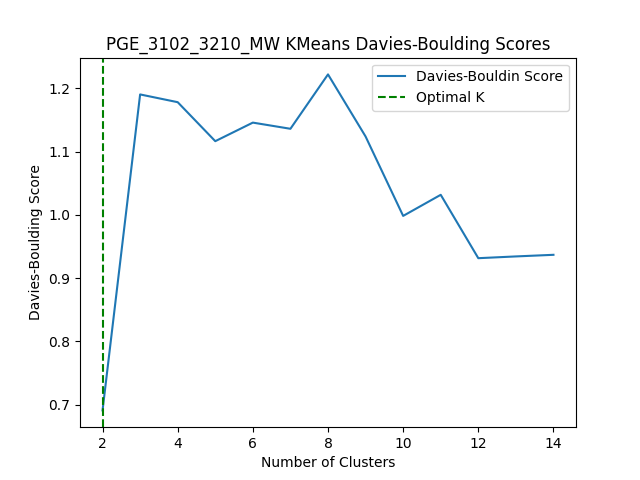 PGE_3102_3210_MW KMeans Davies-Boulding Scores
Davies-Bouldin Score
Optimal K
Davies-Boulding Score
1.2
1.1
1.0
0.9
0.8
0.7
2 4 6 8 10 12 14
Number of Clusters